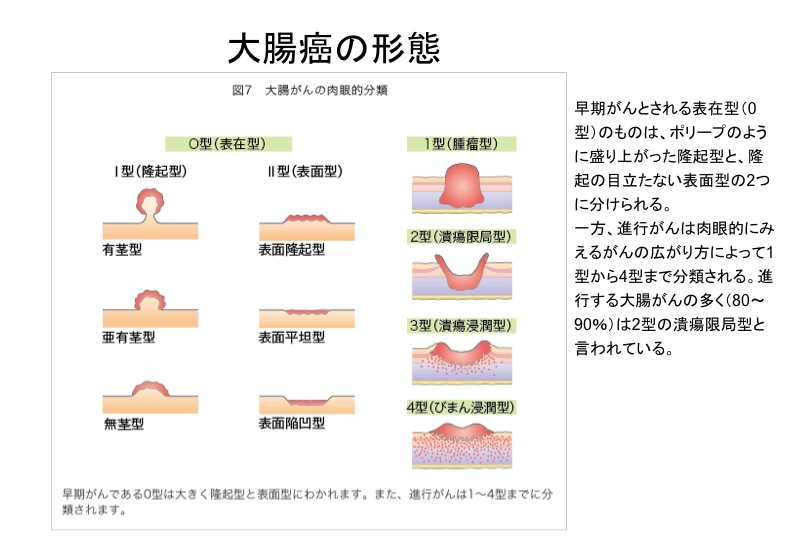 大腸癌の形態
図7 大腸がんの肉眼的分類
0型(表在型)
Ⅰ型(隆起型)
Ⅱ型(表面型)
有茎型
表面隆起型
亜有茎型
表面平坦型
無茎型
表面陥凹型
1型(腫瘤型)
2型(潰瘍限局型)
3型(潰瘍浸潤型)
4型(びまん浸潤型)
早期がんである0型は大きく隆起型と表面型にわかれます。また、進行がんは1〜4型までに分
類されます。
早期がんとされる表在型(0
型)のものは、ポリープのよう
に盛り上がった隆起型と、隆
起の目立たない表面型の2つ
に分けられる。
一方、進行がんは肉眼的にみ
えるがんの広がり方によって1
型から4型まで分類される。進
行する大腸がんの多く(80〜
90%)は2型の潰瘍限局型と
言われている。